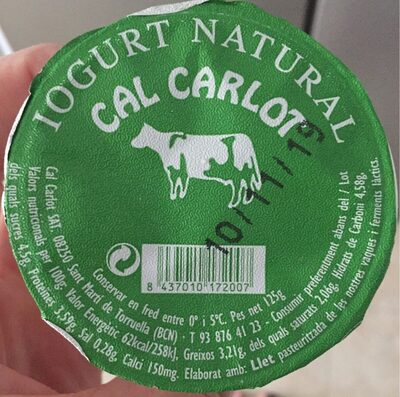 IOGURT NATURAL
CAL CARLOT
10/11/19
8 437010 172007
Conservar en fred entre 0° i 5°C. Pes net 125g
Cal Carlot SAT. 08250 Sant Martí de Torruella (BCN) · T 93 876 41 23 - Consumir preferentment abans del / Lot
Valors nutricionals per 100g. Valor Energètic 62kcal/258kJ, Greixos 3,21g, dels quals saturats 2,06g Hidrats de Carboni 4,58g,
dels quals sucres 4,5g, Proteïnes 3,59g, Sal 0,28g, Calci 150mg. Elaborat amb: Llet pasteuritzada de les nostres vaques i ferments làctics.